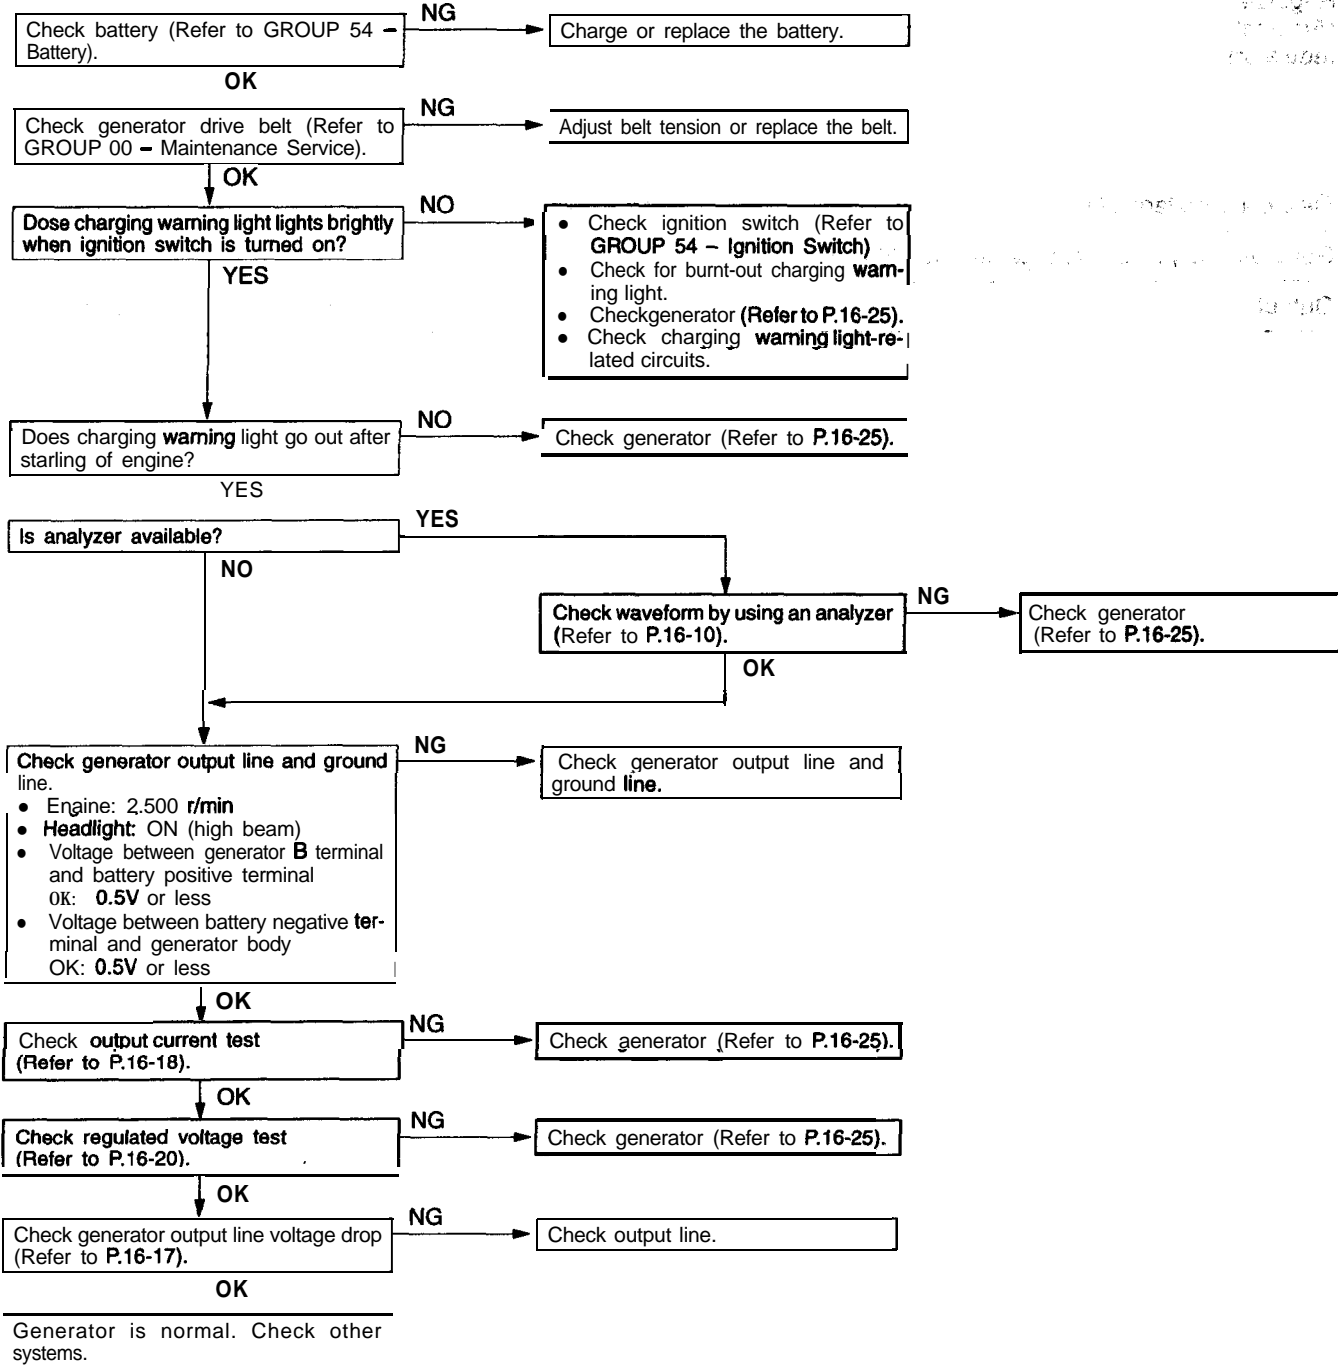 NG
Check battery (Refer to GROUP 54 –
Battery).
Charge or replace the battery.
OK
NG
Check generator drive belt (Refer to
GROUP 00 – Maintenance Service).
Adjust belt tension or replace the belt.
OK
NO
Dose charging warning light lights brightly
when ignition switch is turned on?
YES
● Check ignition switch (Refer to
GROUP 54 – Ignition Switch)
● Check for burnt-out charging warn-
ing light.
● Checkgenerator (Refer to P.16-25).
● Check charging warning light-re-
lated circuits.
NO
Does charging warning light go out after
starling of engine?
Check generator (Refer to P.16-25).
YES
YES
Is analyzer available?
NO
Check waveform by using an analyzer
(Refer to P.16-10).
NG
Check generator
(Refer to P.16-25).
OK
NG
Check generator output line and ground
line.
● Engine: 2.500 r/min
● Headlight: ON (high beam)
● Voltage between generator B terminal
and battery positive terminal
OK: 0.5V or less
● Voltage between battery negative ter-
minal and generator body
OK: 0.5V or less
Check generator output line and
ground line.
OK
NG
Check output current test
(Refer to P.16-18).
Check generator (Refer to P.16-25).
OK
NG
Check regulated voltage test
(Refer to P.16-20).
Check generator (Refer to P.16-25).
OK
NG
Check generator output line voltage drop
(Refer to P.16-17).
Check output line.
OK
Generator is normal. Check other
systems.